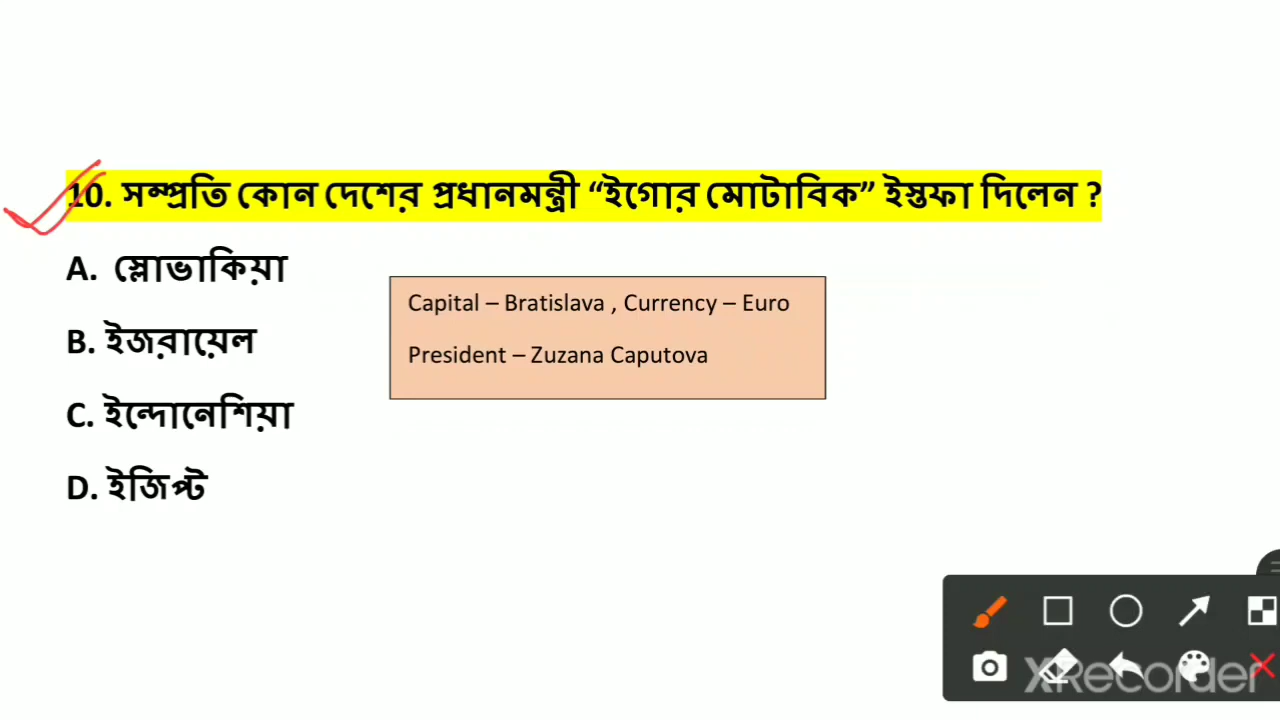 10. সম্প্রতি কোন দেশের প্রধানমন্ত্রী “ইগোর মোটাবিক” ইস্তফা দিলেন ?
A. স্লোভাকিয়া
Capital – Bratislava , Currency – Euro
B. ইজরায়েল
President – Zuzana Caputova
C. ইন্দোনেশিয়া
D. ইজিপ্ট
XRecorder